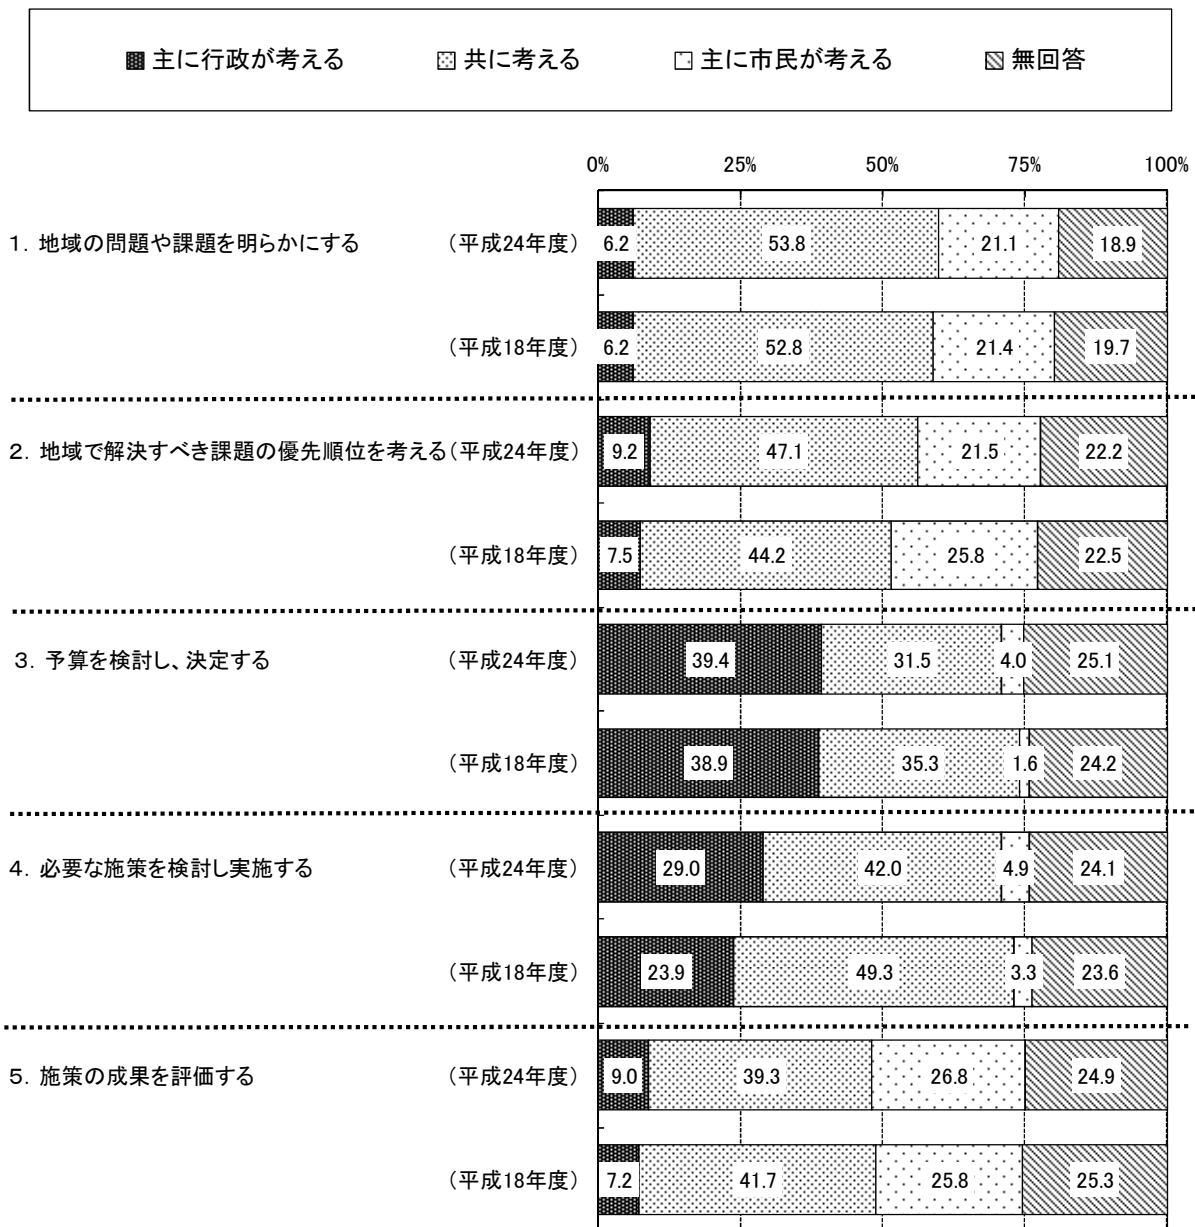 主に行政が考える 共に考える 主に市民が考える 無回答
0% 25% 50% 75% 100%
1. 地域の問題や課題を明らかにする (平成24年度) 6.2 53.8 21.1 18.9
(平成18年度) 6.2 52.8 21.4 19.7
2. 地域で解決すべき課題の優先順位を考える (平成24年度) 9.2 47.1 21.5 22.2
(平成18年度) 7.5 44.2 25.8 22.5
3. 予算を検討し、決定する (平成24年度) 39.4 31.5 4.0 25.1
(平成18年度) 38.9 35.3 1.6 24.2
4. 必要な施策を検討し実施する (平成24年度) 29.0 42.0 4.9 24.1
(平成18年度) 23.9 49.3 3.3 23.6
5. 施策の成果を評価する (平成24年度) 9.0 39.3 26.8 24.9
(平成18年度) 7.2 41.7 25.8 25.3